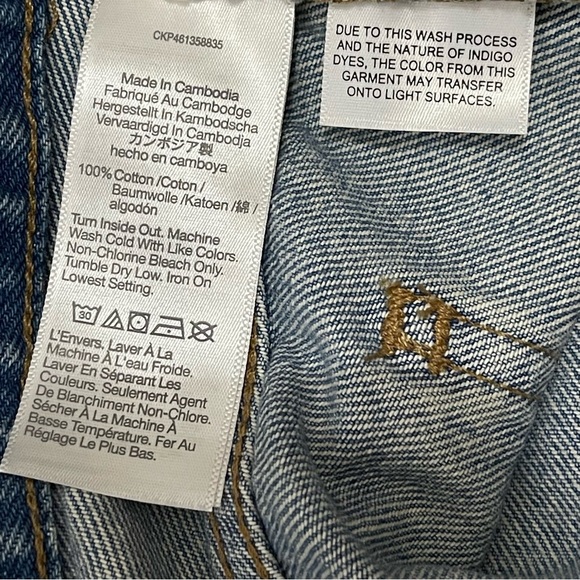 CKP461358835
Made In Cambodia
Fabriqué Au Cambodge
Hergestellt In Kambodscha
Vervaardigd In Cambodja
カンボジア製
hecho en camboya
100% Cotton /Coton /
Baumwolle /Katoen /綿 /
algodón
Turn Inside Out. Machine
Wash Cold With Like Colors.
Non-Chlorine Bleach Only.
Tumble Dry Low. Iron On
Lowest Setting.
30
L'Envers. Laver À La
Machine À L'eau Froide.
Laver En Séparant Les
Couleurs. Seulement Agent
De Blanchiment Non-Chlore.
Sécher À La Machine À
Basse Température. Fer Au
Réglage Le Plus Bas.
DUE TO THIS WASH PROCESS
AND THE NATURE OF INDIGO
DYES, THE COLOR FROM THIS
GARMENT MAY TRANSFER
ONTO LIGHT SURFACES.